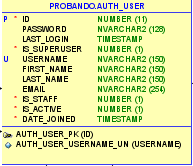 PROBANDO.AUTH_USER
P * ID NUMBER (11)
PASSWORD NVARCHAR2 (128)
LAST_LOGIN TIMESTAMP
* IS_SUPERUSER NUMBER (1)
U USERNAME NVARCHAR2 (150)
FIRST_NAME NVARCHAR2 (150)
LAST_NAME NVARCHAR2 (150)
EMAIL NVARCHAR2 (254)
* IS_STAFF NUMBER (1)
* IS_ACTIVE NUMBER (1)
* DATE_JOINED TIMESTAMP
AUTH_USER_PK (ID)
AUTH_USER_USERNAME_UN (USERNAME)